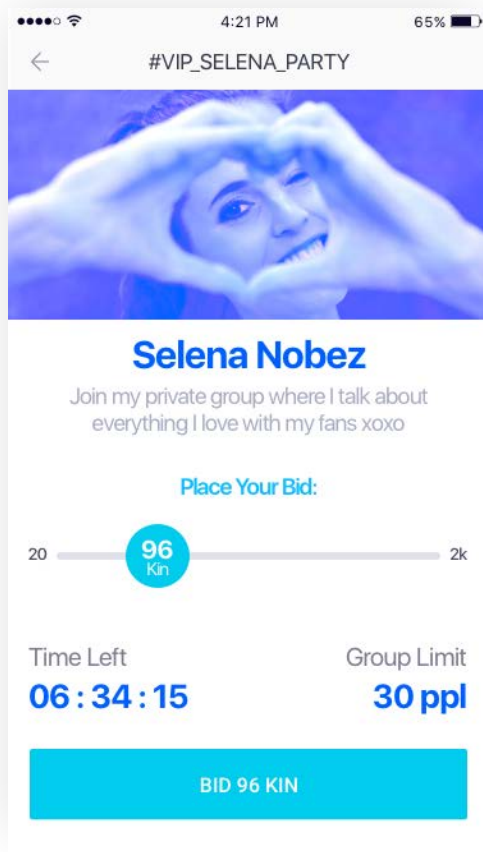 4:21 PM
65%
#VIP_SELENA_PARTY
Selena Nobez
Join my private group where I talk about
everything I love with my fans xoxo
Place Your Bid:
20
96
Kin
2k
Time Left
Group Limit
06 : 34 : 15
30 ppl
BID 96 KIN